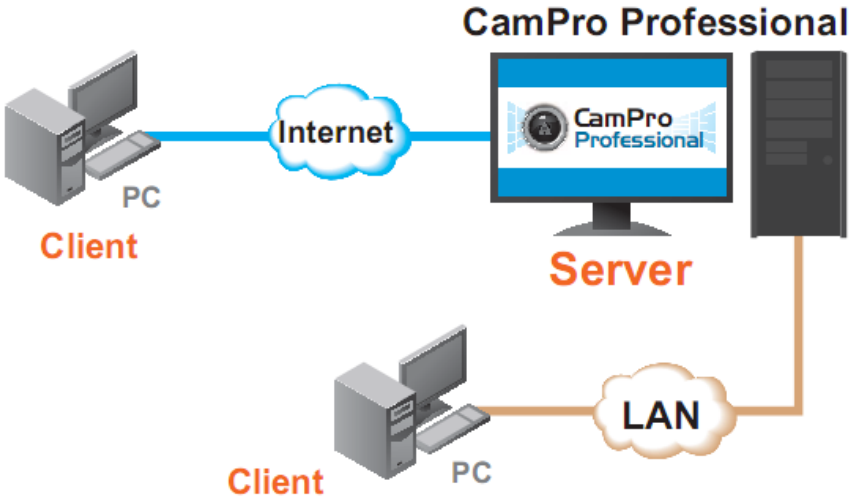 CamPro Professional
Internet
CamPro
Professional
PC
Client
Server
LAN
PC
Client